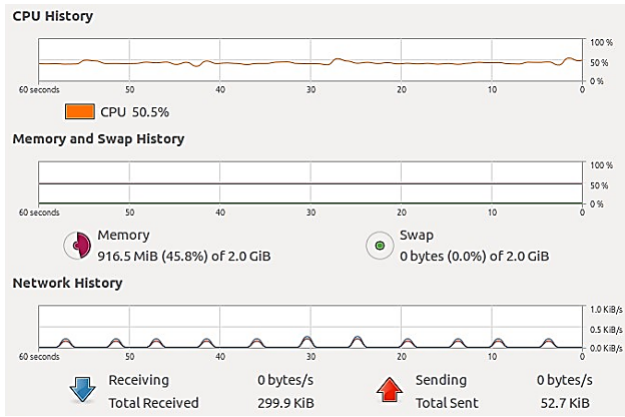 CPU History
100 %
50 %
0 %
60 seconds 50 40 30 20 10 0
CPU 50.5%
Memory and Swap History
100 %
50 %
0 %
60 seconds 50 40 30 20 10 0
Memory
916.5 MiB (45.8%) of 2.0 GiB
Swap
0 bytes (0.0%) of 2.0 GiB
Network History
1.0 KiB/s
0.5 KiB/s
0.0 KiB/s
60 seconds 50 40 30 20 10 0
Receiving 0 bytes/s
Total Received 299.9 KiB
Sending 0 bytes/s
Total Sent 52.7 KiB